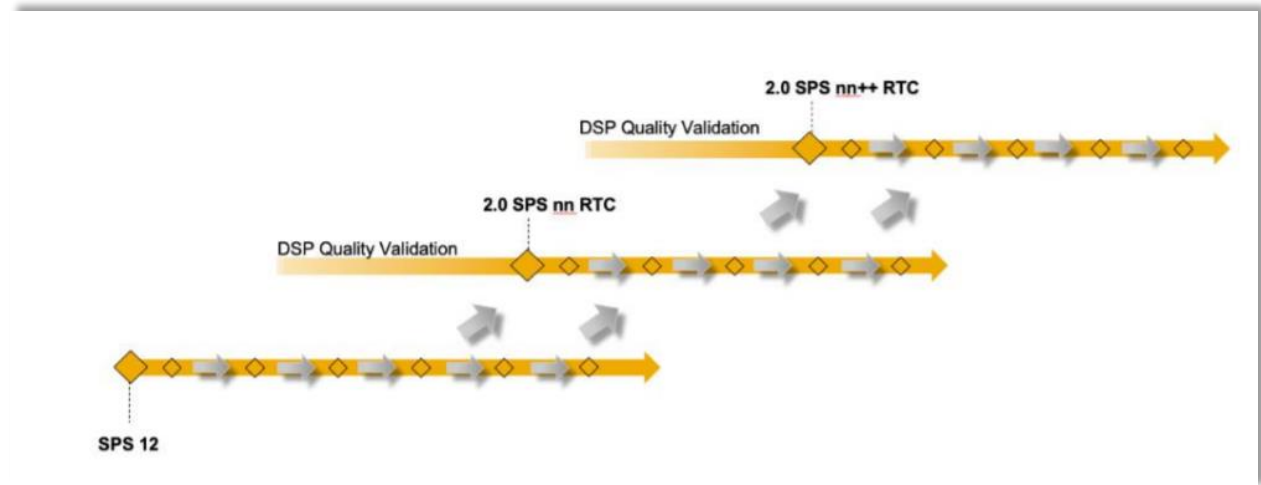 2.0 SPS nn++ RTC
DSP Quality Validation
2.0 SPS nn RTC
DSP Quality Validation
SPS 12